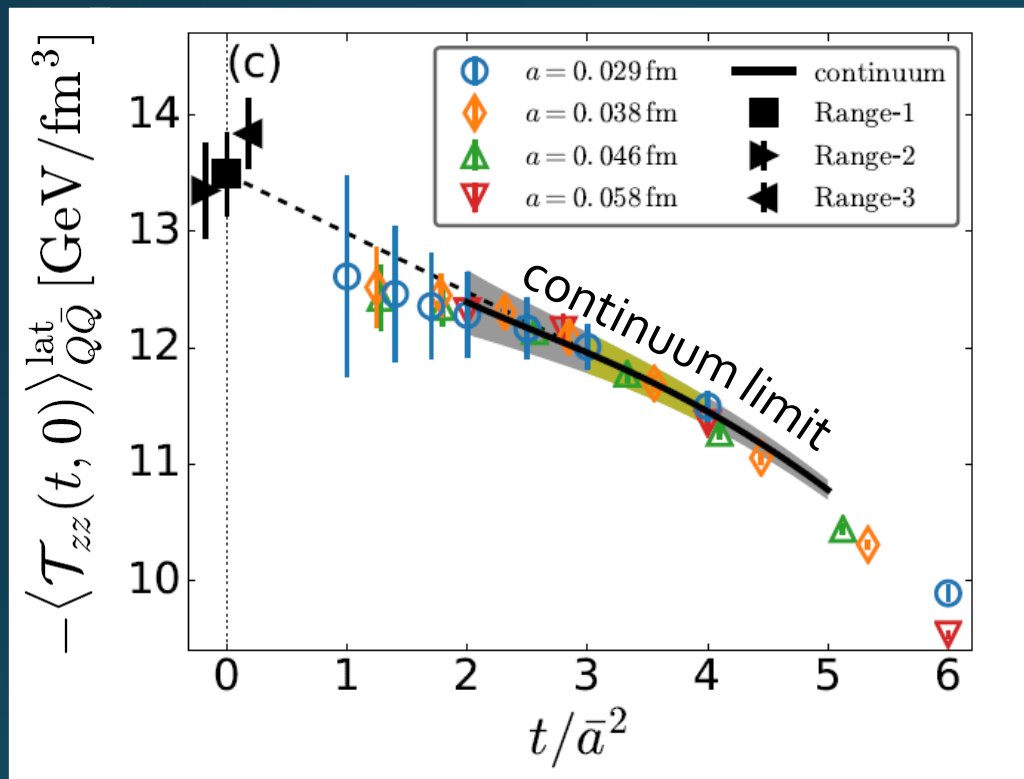 (c)
−⟨𝒯zz(t, 0)⟩lat QQ̄ [GeV/fm³]
14
13
12
11
10
a = 0.029 fm
a = 0.038 fm
a = 0.046 fm
a = 0.058 fm
continuum
Range-1
Range-2
Range-3
continuum limit
0 1 2 3 4 5 6
t/ā²